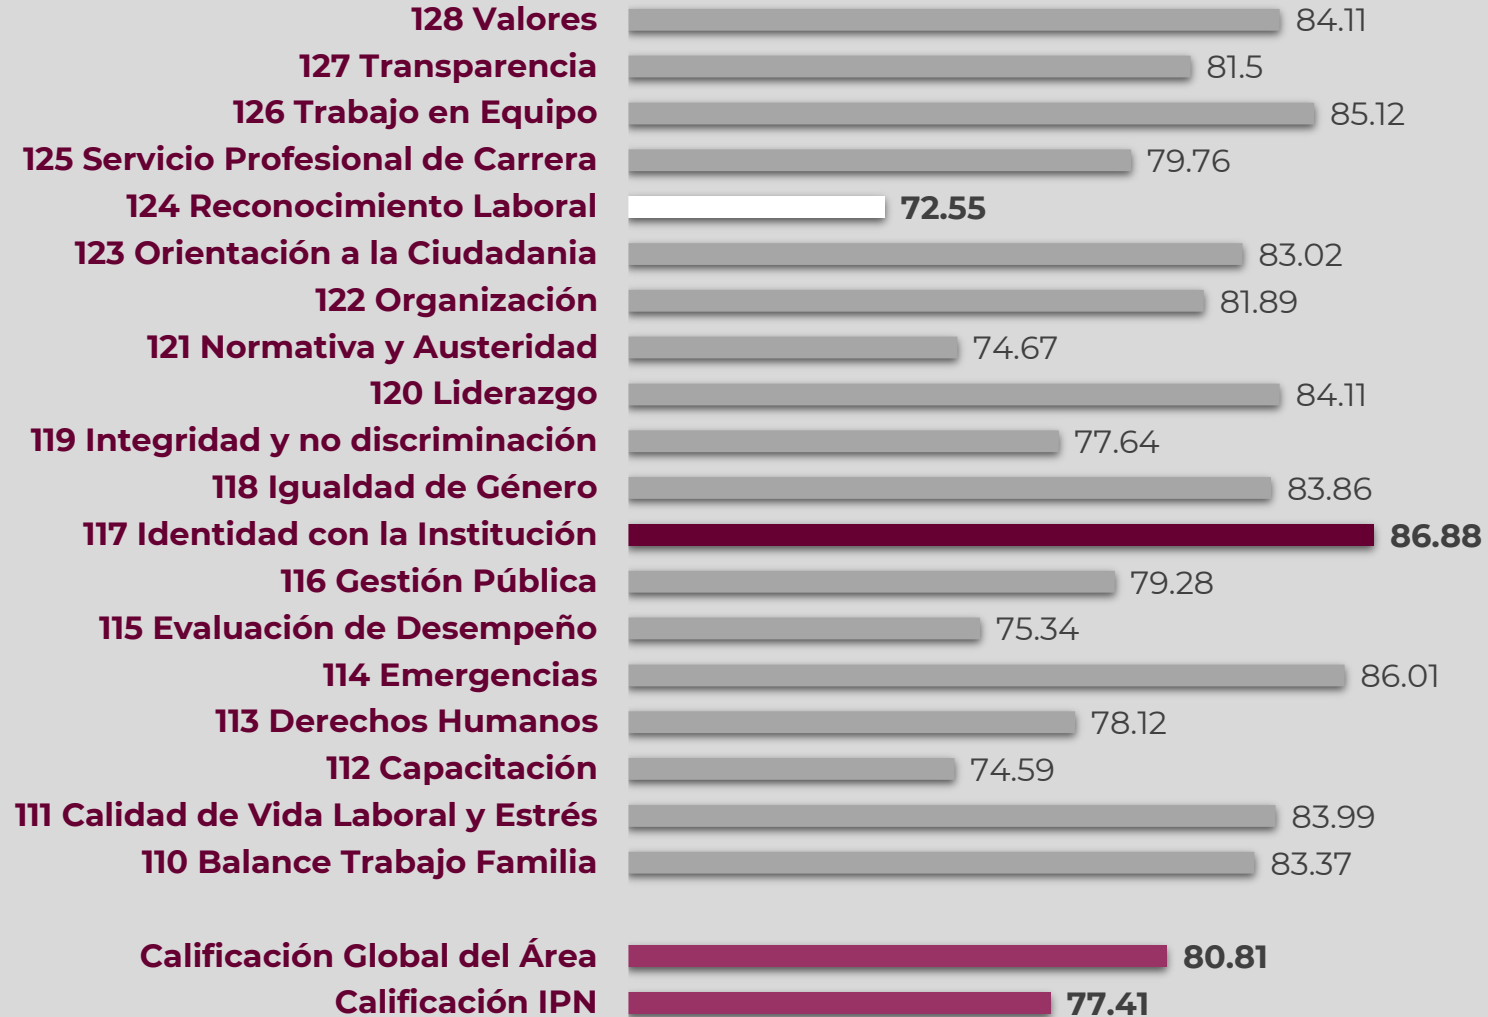 128 Valores 84.11
127 Transparencia 81.5
126 Trabajo en Equipo 85.12
125 Servicio Profesional de Carrera 79.76
124 Reconocimiento Laboral 72.55
123 Orientación a la Ciudadania 83.02
122 Organización 81.89
121 Normativa y Austeridad 74.67
120 Liderazgo 84.11
119 Integridad y no discriminación 77.64
118 Igualdad de Género 83.86
117 Identidad con la Institución 86.88
116 Gestión Pública 79.28
115 Evaluación de Desempeño 75.34
114 Emergencias 86.01
113 Derechos Humanos 78.12
112 Capacitación 74.59
111 Calidad de Vida Laboral y Estrés 83.99
110 Balance Trabajo Familia 83.37
Calificación Global del Área 80.81
Calificación IPN 77.41